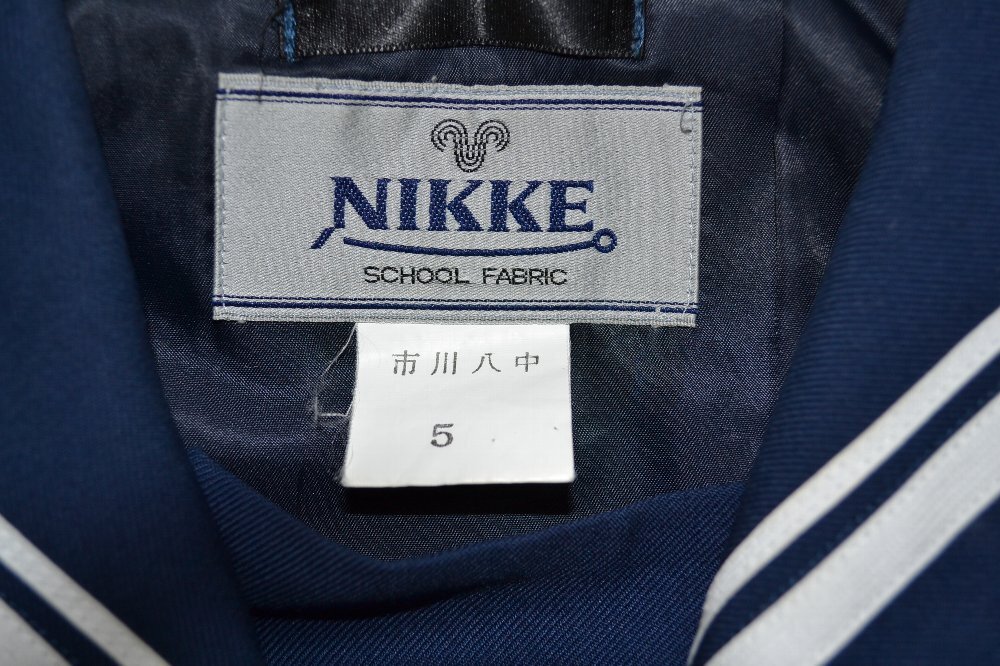 NIKKE
SCHOOL FABRIC
市川八中
5